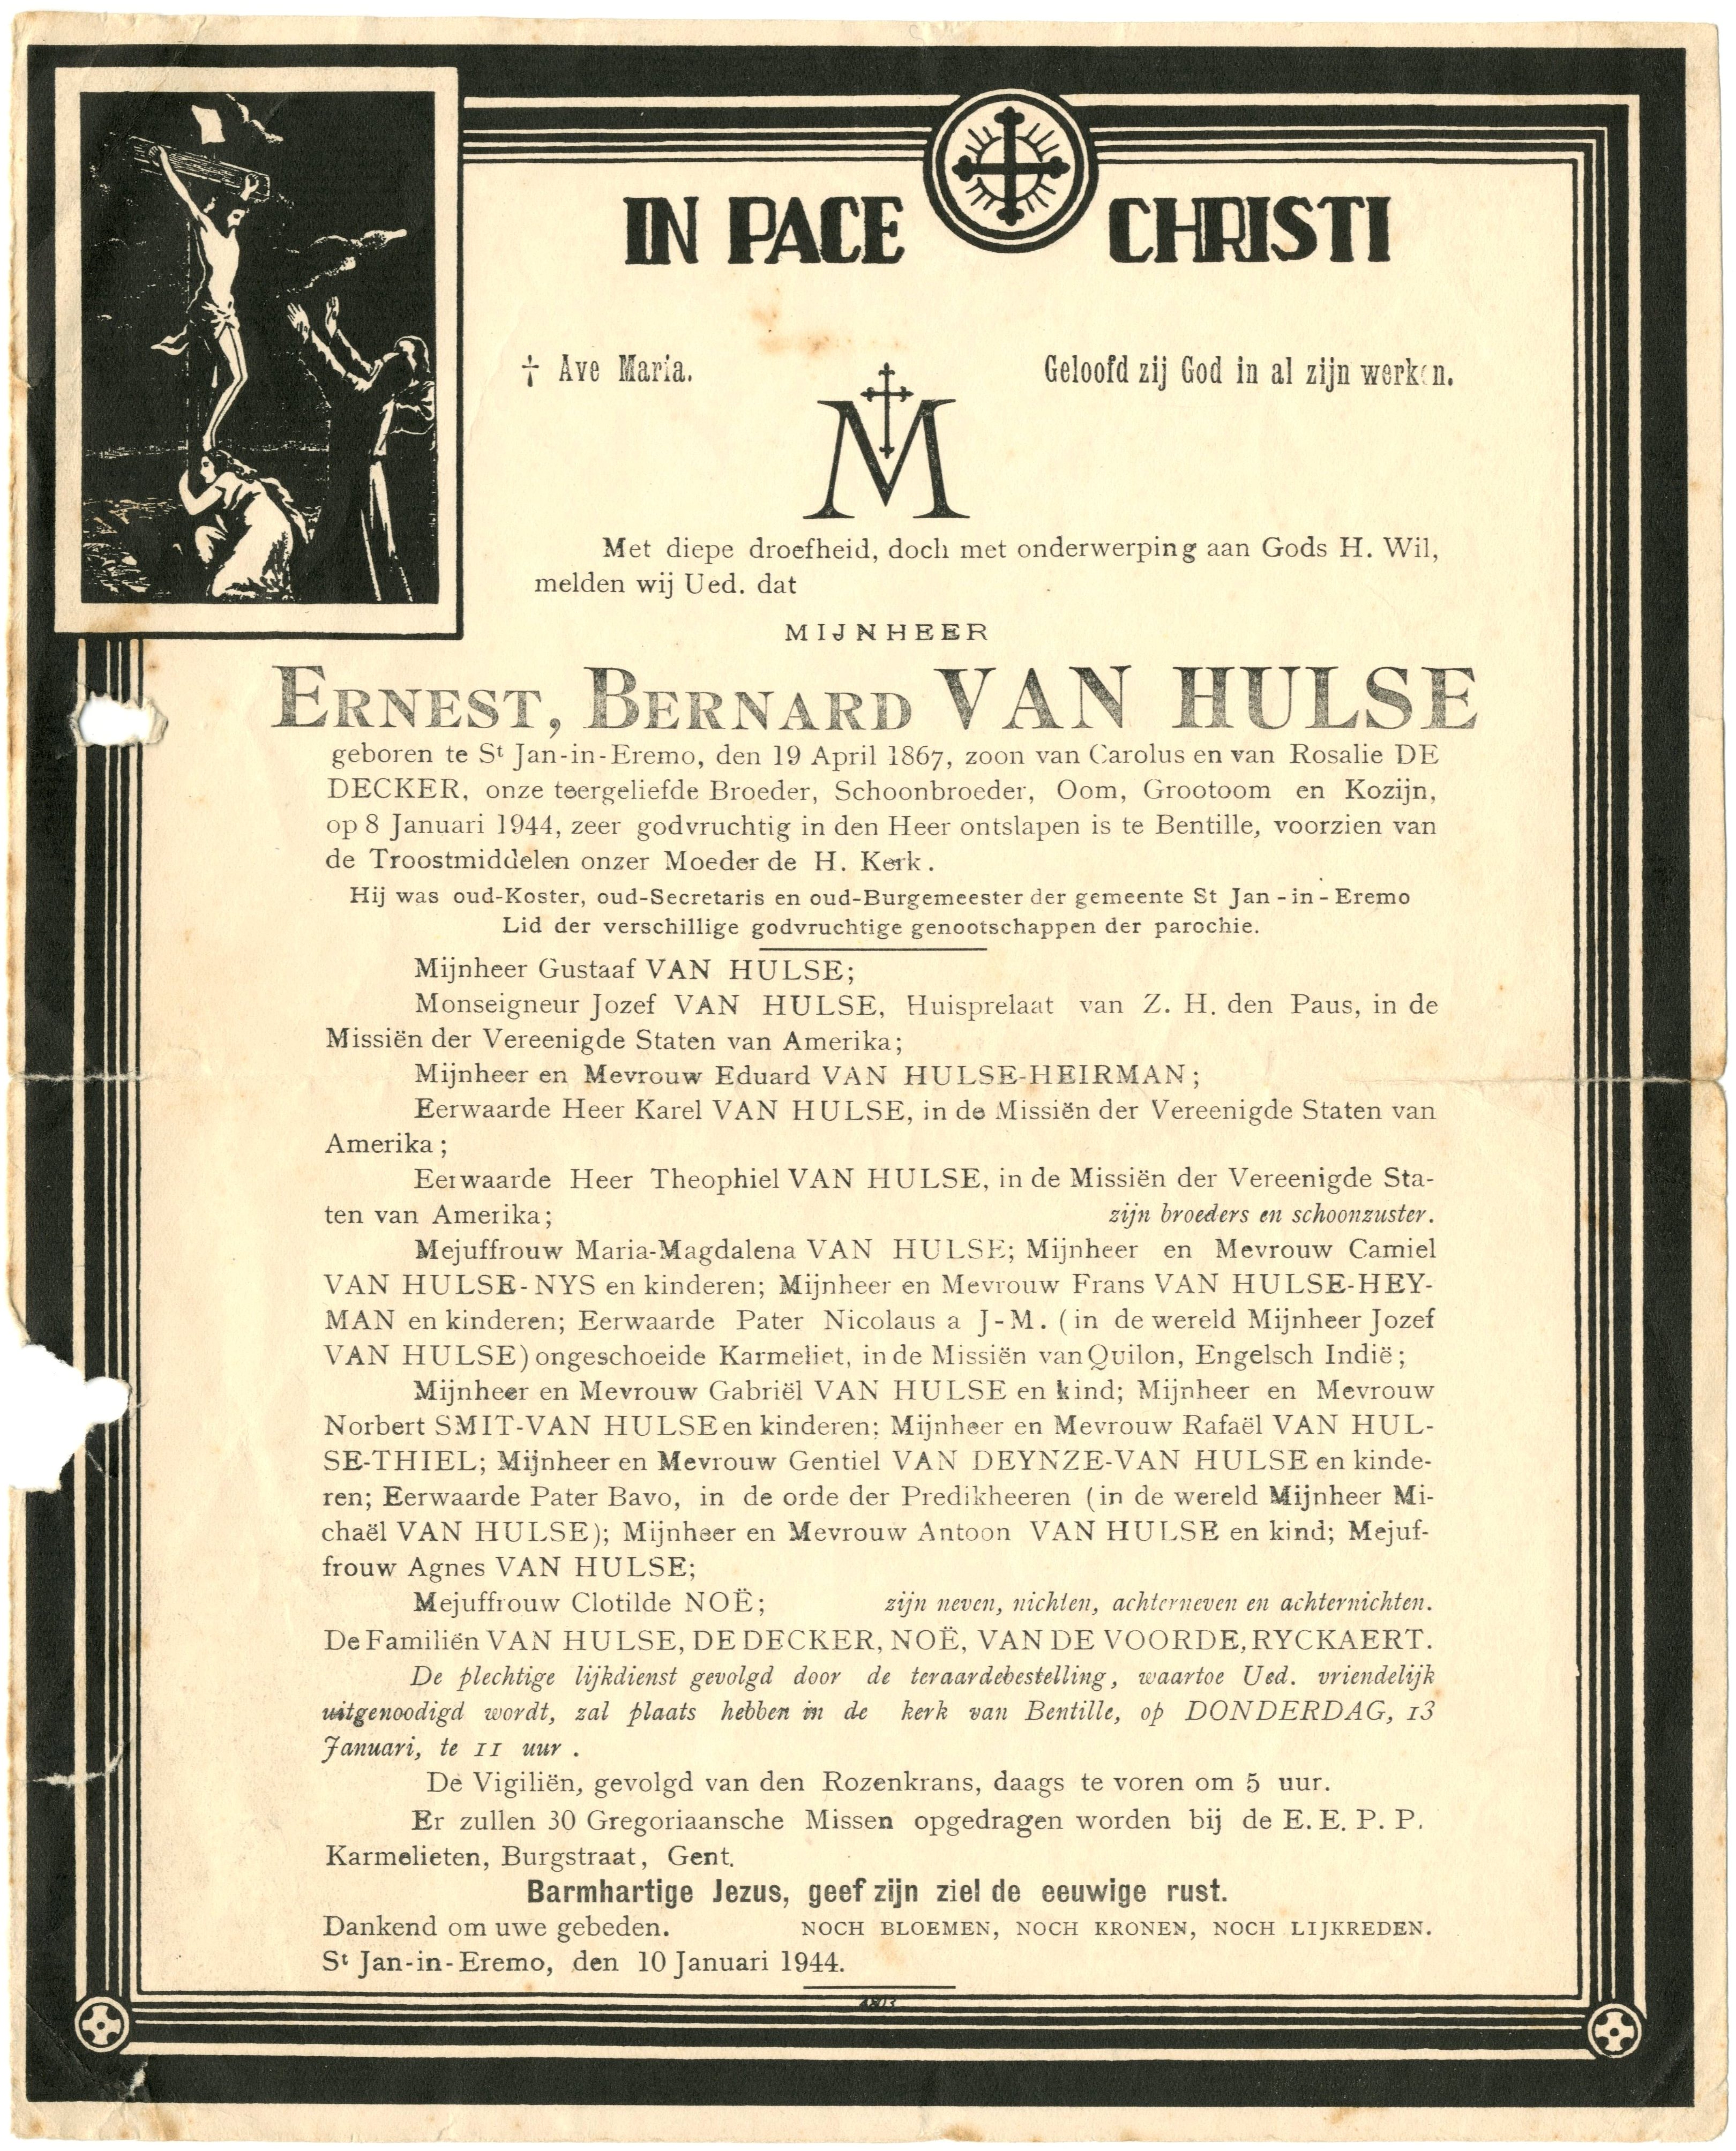 IN PACE CHRISTI
† Ave Maria. Geloofd zij God in al zijn werken.
M
Met diepe droefheid, doch met onderwerping aan Gods H. Wil,
melden wij Ued. dat
MIJNHEER
ERNEST, BERNARD VAN HULSE
geboren te St Jan-in-Eremo, den 19 April 1867, zoon van Carolus en van Rosalie DE
DECKER, onze teergeliefde Broeder, Schoonbroeder, Oom, Grootoom en Kozijn,
op 8 Januari 1944, zeer godvruchtig in den Heer ontslapen is te Bentille, voorzien van
de Troostmiddelen onzer Moeder de H. Kerk.
Hij was oud-Koster, oud-Secretaris en oud-Burgemeester der gemeente St Jan-in-Eremo
Lid der verschillige godvruchtige genootschappen der parochie.
Mijnheer Gustaaf VAN HULSE;
Monseigneur Jozef VAN HULSE, Huisprelaat van Z. H. den Paus, in de
Missiën der Vereenigde Staten van Amerika;
Mijnheer en Mevrouw Eduard VAN HULSE-HEIRMAN;
Eerwaarde Heer Karel VAN HULSE, in de Missiën der Vereenigde Staten van
Amerika;
Eerwaarde Heer Theophiel VAN HULSE, in de Missiën der Vereenigde Sta-
ten van Amerika; zijn broeders en schoonzuster.
Mejuffrouw Maria-Magdalena VAN HULSE; Mijnheer en Mevrouw Camiel
VAN HULSE-NYS en kinderen; Mijnheer en Mevrouw Frans VAN HULSE-HEY-
MAN en kinderen; Eerwaarde Pater Nicolaus a J-M. (in de wereld Mijnheer Jozef
VAN HULSE) ongeschoeide Karmeliet, in de Missiën van Quilon, Engelsch Indië;
Mijnheer en Mevrouw Gabriël VAN HULSE en kind; Mijnheer en Mevrouw
Norbert SMIT-VAN HULSE en kinderen; Mijnheer en Mevrouw Rafaël VAN HUL-
SE-THIEL; Mijnheer en Mevrouw Gentiel VAN DEYNZE-VAN HULSE en kinde-
ren; Eerwaarde Pater Bavo, in de orde der Predikheeren (in de wereld Mijnheer Mi-
chaël VAN HULSE); Mijnheer en Mevrouw Antoon VAN HULSE en kind; Mejuf-
frouw Agnes VAN HULSE;
Mejuffrouw Clotilde NOË; zijn neven, nichten, achterneven en achternichten.
De Familiën VAN HULSE, DE DECKER, NOË, VAN DE VOORDE, RYCKAERT.
De plechtige lijkdienst gevolgd door de teraardebestelling, waartoe Ued. vriendelijk
uitgenoodigd wordt, zal plaats hebben in de kerk van Bentille, op DONDERDAG, 13
Januari, te 11 uur.
De Vigiliën, gevolgd van den Rozenkrans, daags te voren om 5 uur.
Er zullen 30 Gregoriaansche Missen opgedragen worden bij de E. E. P. P.
Karmelieten, Burgstraat, Gent.
Barmhartige Jezus, geef zijn ziel de eeuwige rust.
Dankend om uwe gebeden. NOCH BLOEMEN, NOCH KRONEN, NOCH LIJKREDEN.
St Jan-in-Eremo, den 10 Januari 1944.